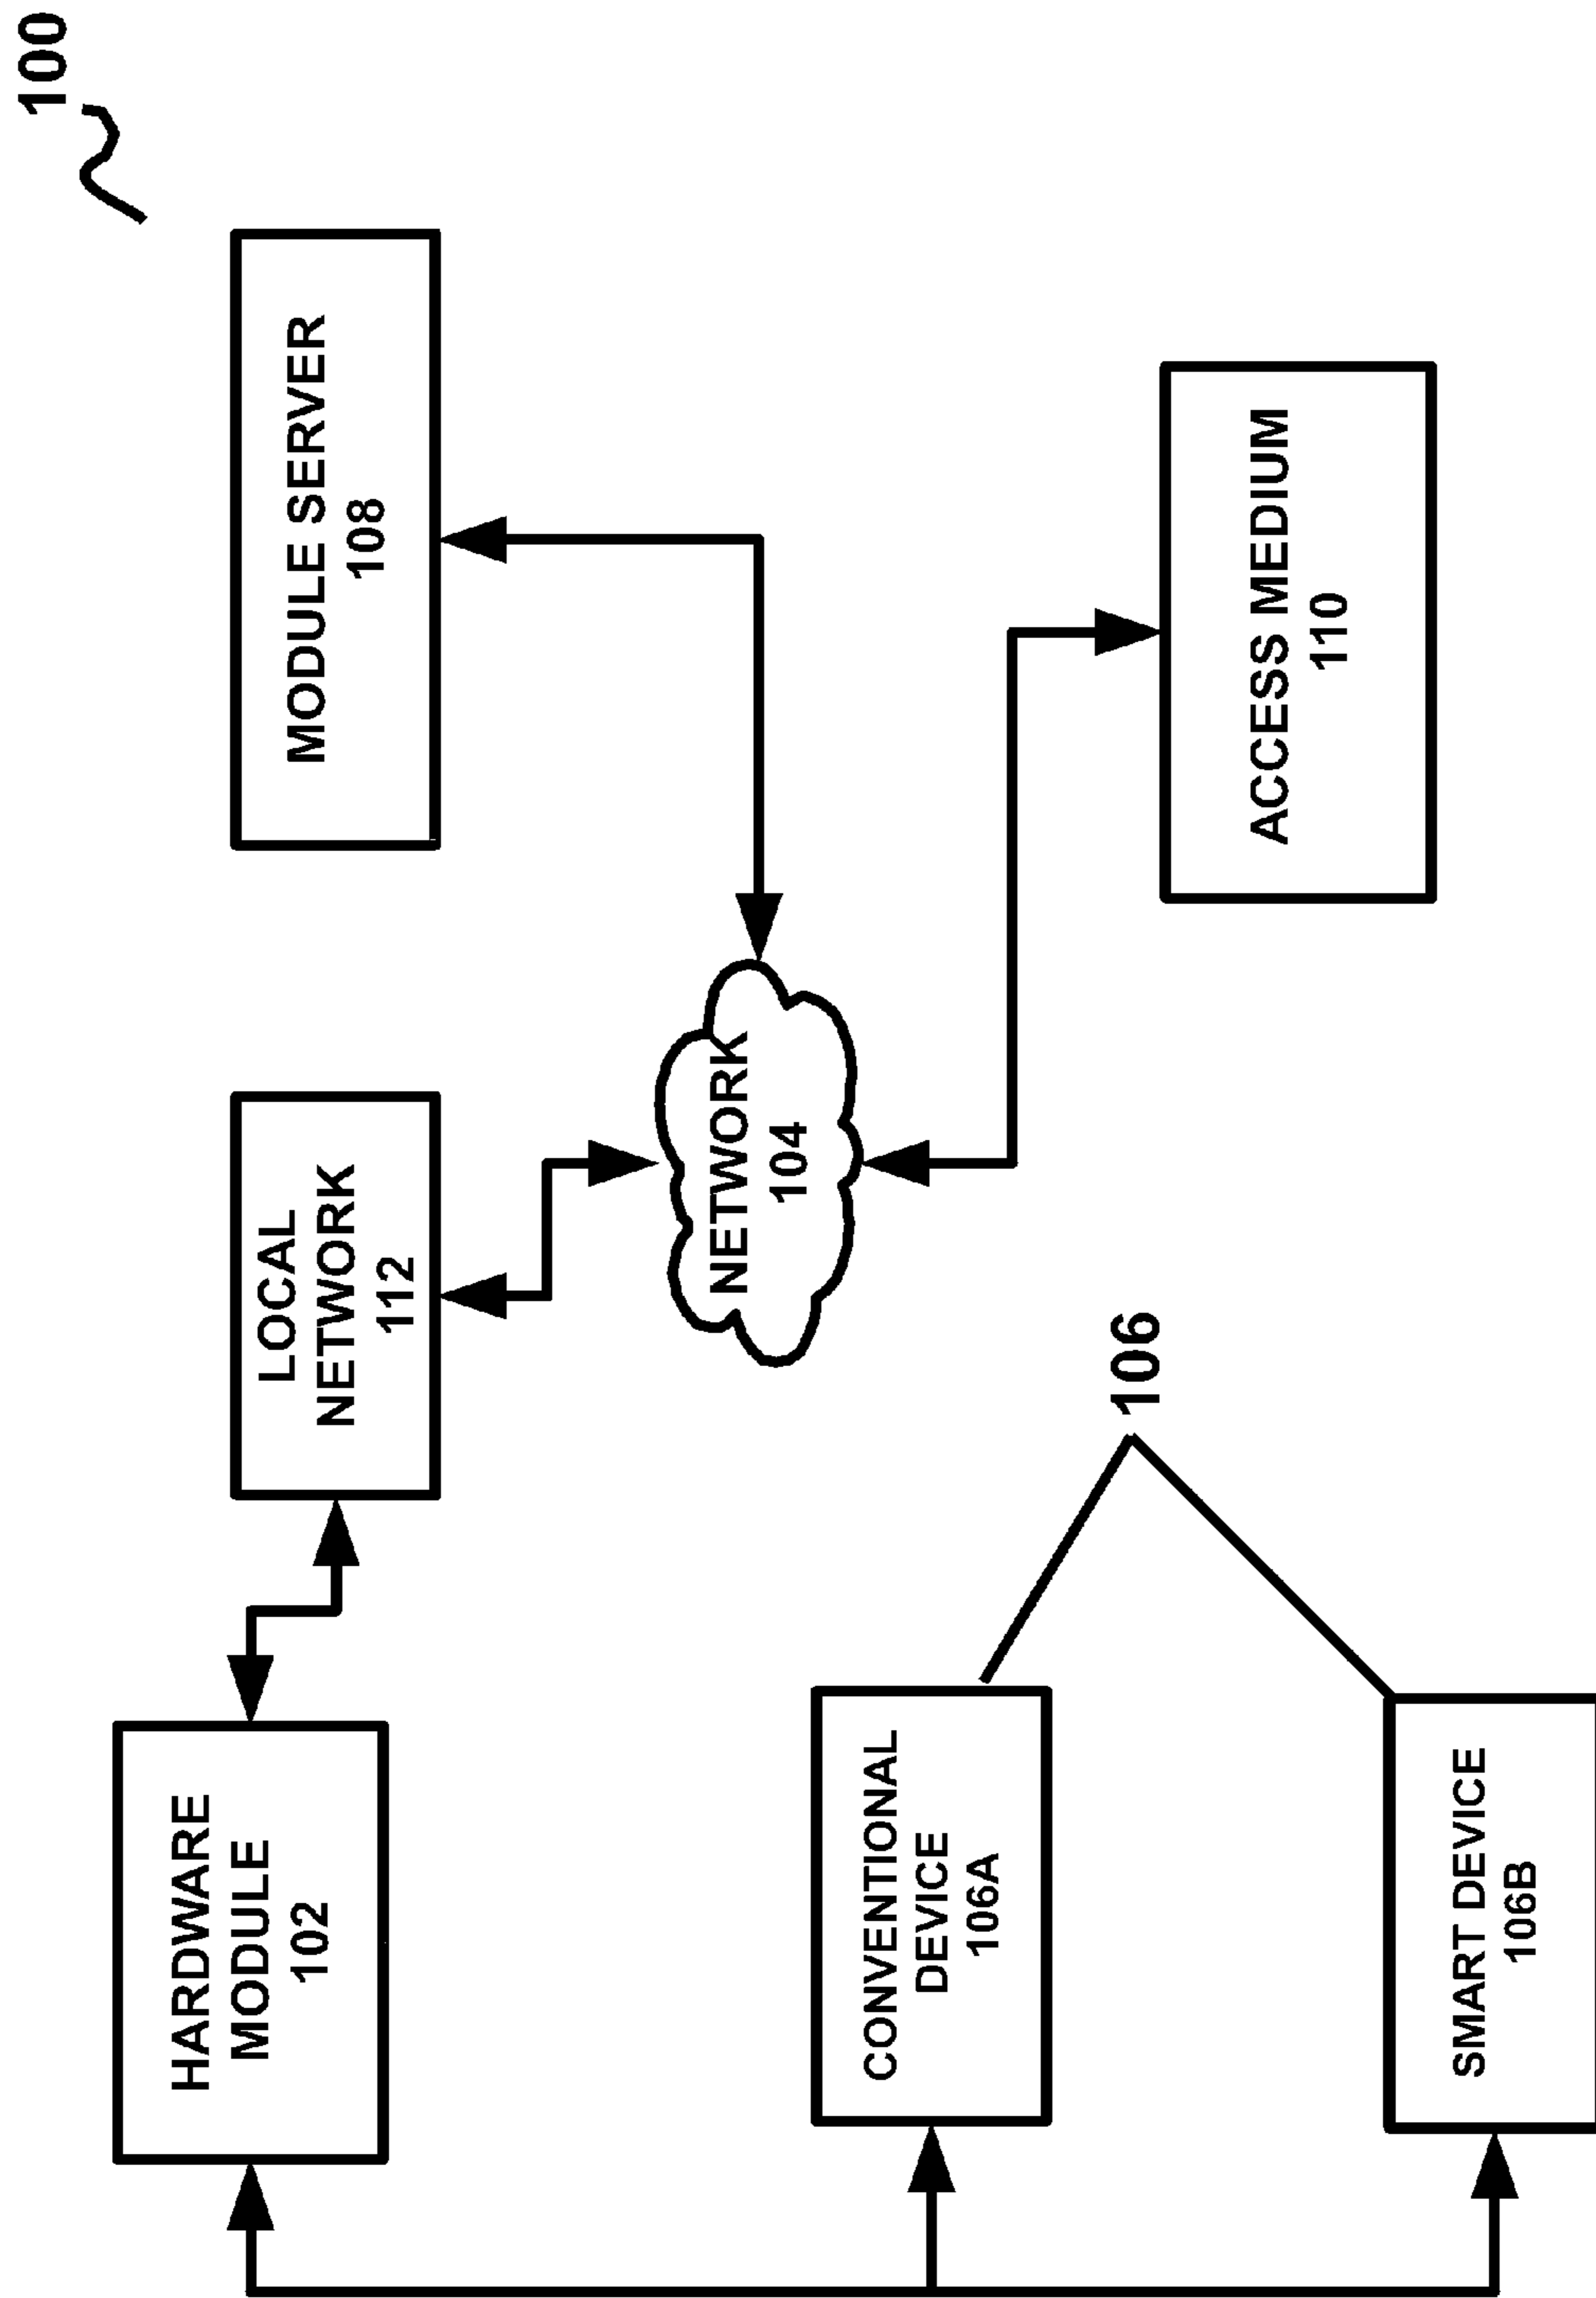 100
HARDWARE
MODULE
102
LOCAL
NETWORK
112
MODULE SERVER
108
NETWORK
104
CONVENTIONAL
DEVICE
106A
106
ACCESS MEDIUM
110
SMART DEVICE
106B